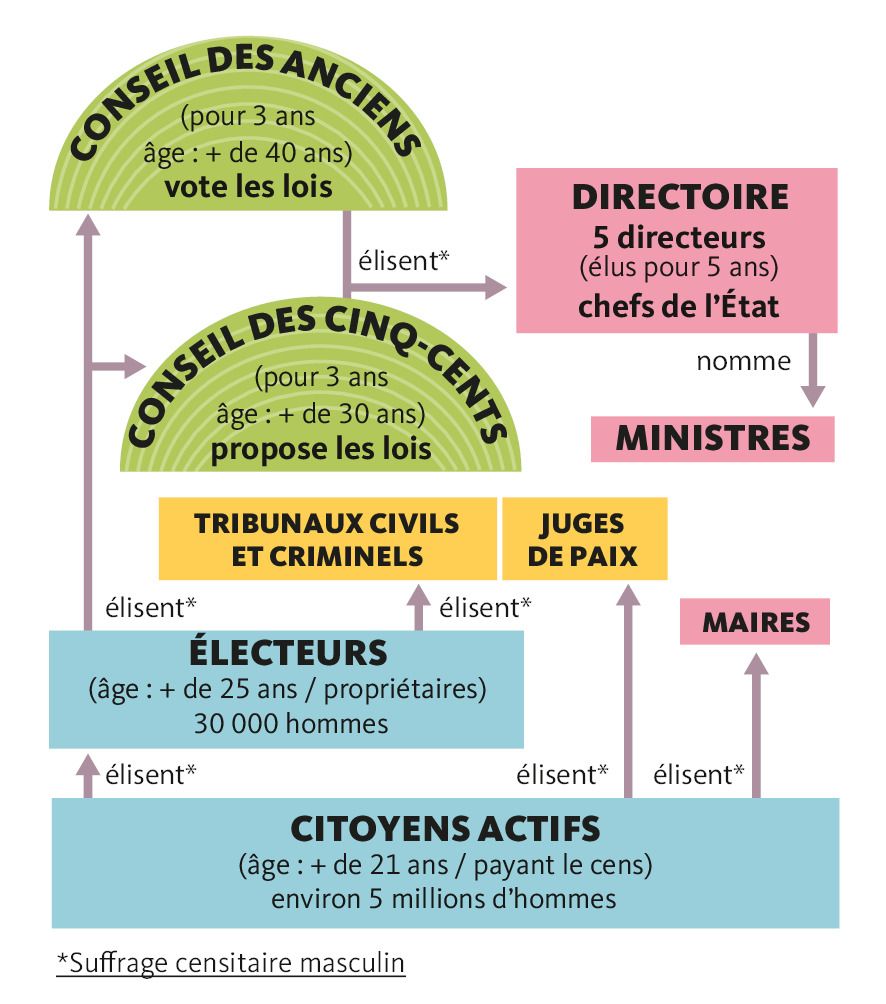 CONSEIL DES ANCIENS
(pour 3 ans
âge : + de 40 ans)
vote les lois
DIRECTOIRE
5 directeurs
(élus pour 5 ans)
chefs de l'État
élisent*
nomme
MINISTRES
CONSEIL DES CINQ-CENTS
(pour 3 ans
âge : + de 30 ans)
propose les lois
TRIBUNAUX CIVILS
ET CRIMINELS
JUGES
DE PAIX
MAIRES
élisent*
élisent*
ÉLECTEURS
(âge : + de 25 ans / propriétaires)
30 000 hommes
élisent*
élisent*
élisent*
CITOYENS ACTIFS
(âge : + de 21 ans / payant le cens)
environ 5 millions d'hommes
*Suffrage censitaire masculin